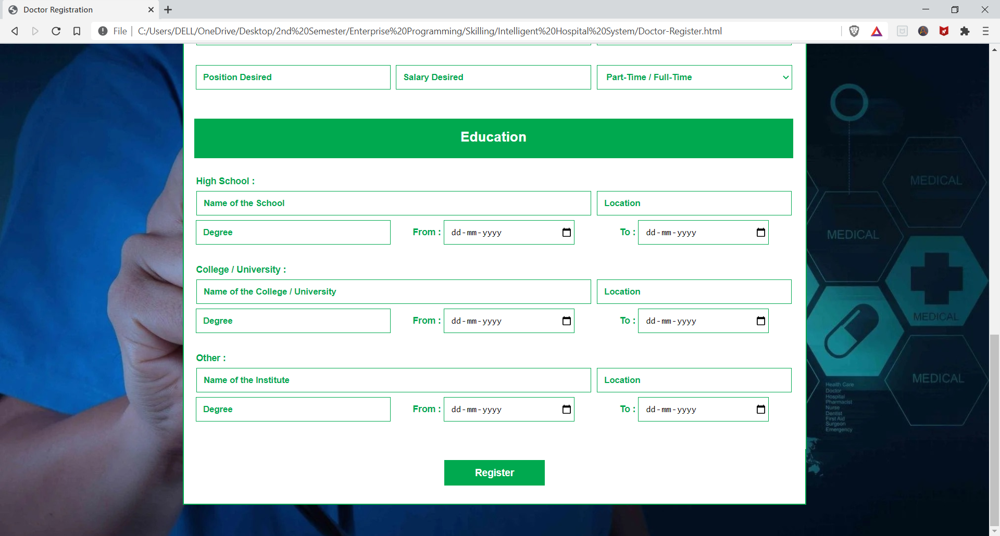 Doctor Registration
File
C:/Users/DELL/OneDrive/Desktop/2nd%20Semester/Enterprise%20Programming/Skilling/Intelligent%20Hospital%20System/Doctor-Register.html
Position Desired
Salary Desired
Part-Time / Full-Time
Education
High School :
Name of the School
Location
Degree
From :
dd-mm-yyyy
To :
dd-mm-yyyy
College / University :
Name of the College / University
Location
Degree
From :
dd-mm-yyyy
To :
dd-mm-yyyy
Other :
Name of the Institute
Location
Degree
From :
dd-mm-yyyy
To :
dd-mm-yyyy
Register
MEDICAL
MEDICAL
MEDICAL
MEDICAL
Health Care
Doctor
Hospital
Pharmacist
Nurse
Dentist
First Aid
Surgeon
Emergency